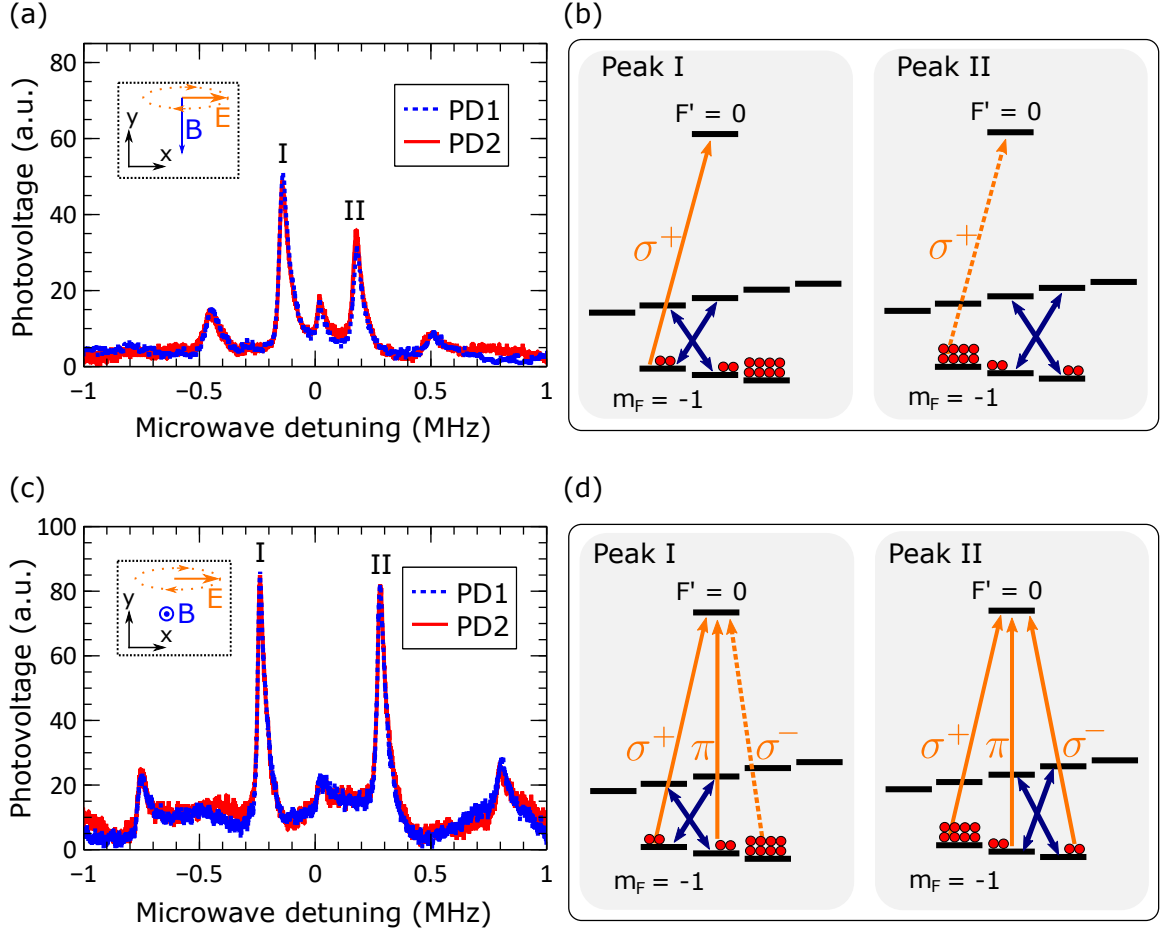 (a)
Photovoltage (a.u.)
80
60
40
20
0
−1
−0.5
0
0.5
1
Microwave detuning (MHz)
y
x
B
E
I
II
PD1
PD2
(b)
Peak I
F' = 0
σ⁺
m_F = -1
Peak II
F' = 0
σ⁺
m_F = -1
(c)
Photovoltage (a.u.)
100
80
60
40
20
0
−1
−0.5
0
0.5
1
Microwave detuning (MHz)
y
x
B
E
I
II
PD1
PD2
(d)
Peak I
F' = 0
σ⁺ π σ⁻
m_F = -1
Peak II
F' = 0
σ⁺ π σ⁻
m_F = -1